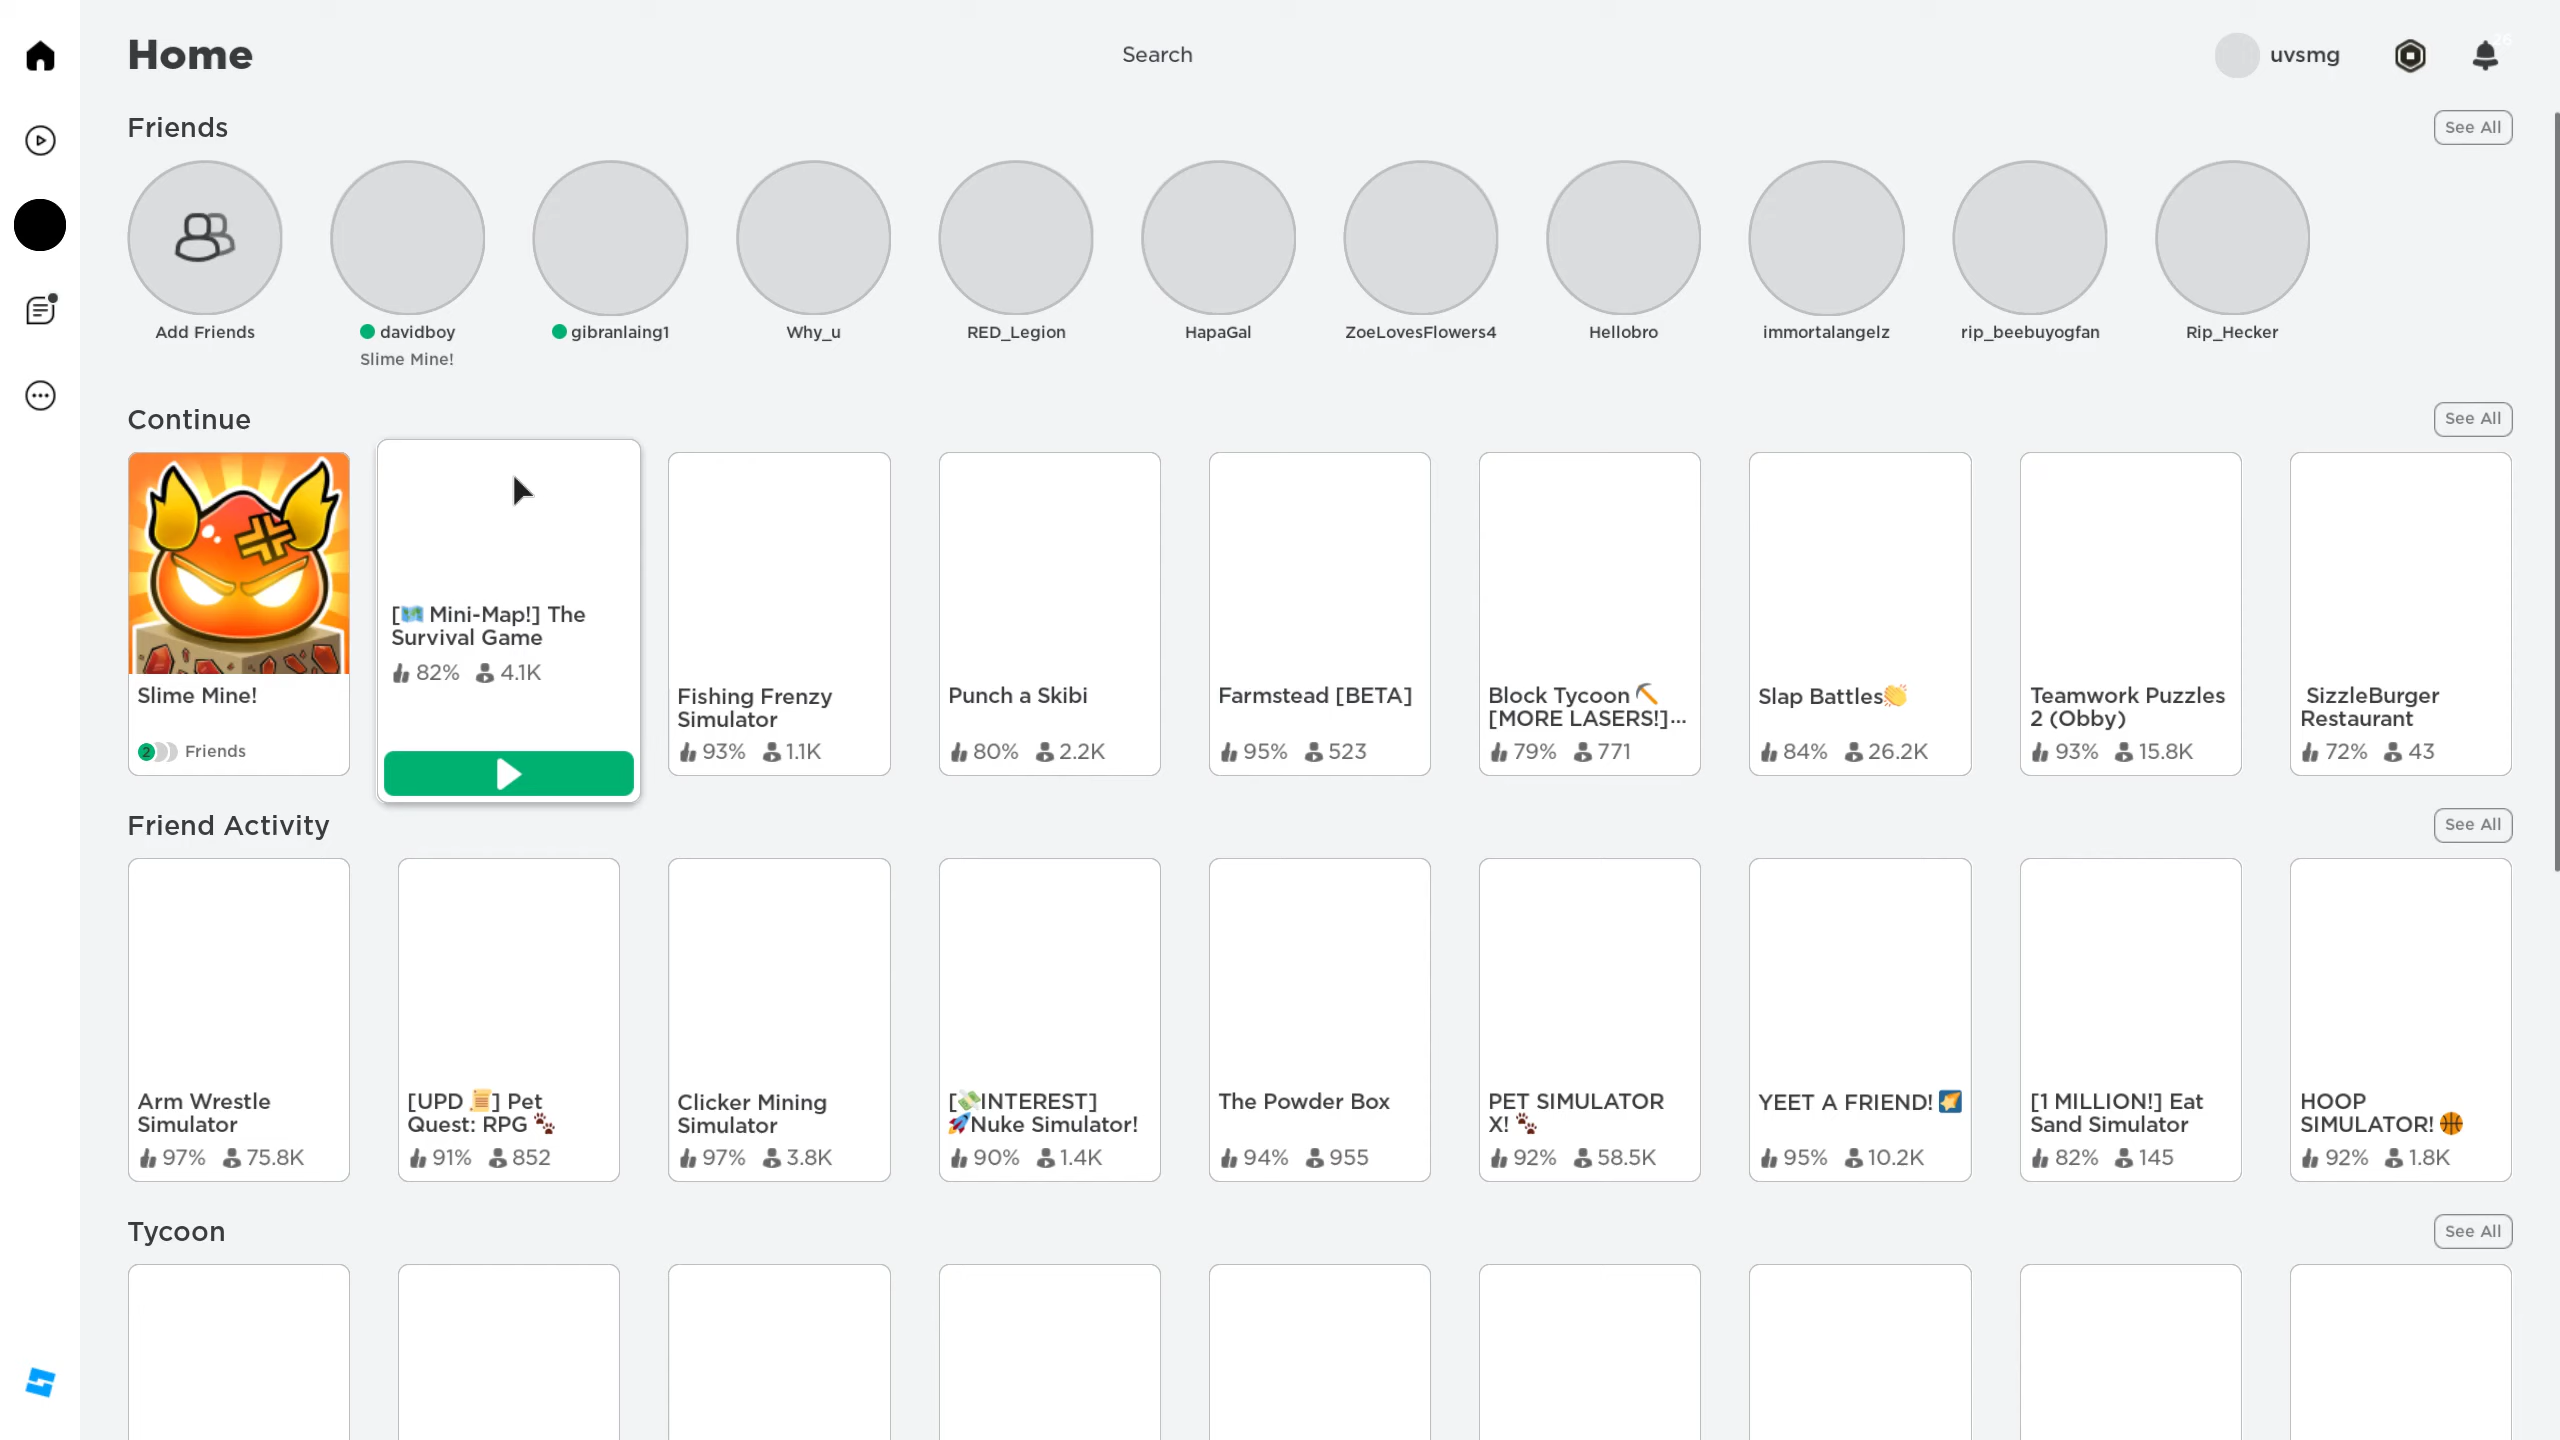 Home
Search
uvsmg
Friends
See All
Add Friends
davidboy
Slime Mine!
gibranlaing1
Why_u
RED_Legion
HapaGal
ZoeLovesFlowers4
Hellobro
immortalangelz
rip_beebuyogfan
Rip_Hecker
Continue
See All
Slime Mine!
2 Friends
[🗺️ Mini-Map!] The
Survival Game
82% 4.1K
Fishing Frenzy
Simulator
93% 1.1K
Punch a Skibi
80% 2.2K
Farmstead [BETA]
95% 523
Block Tycoon ⛏️
[MORE LASERS!]...
79% 771
Slap Battles👏
84% 26.2K
Teamwork Puzzles
2 (Obby)
93% 15.8K
SizzleBurger
Restaurant
72% 43
Friend Activity
See All
Arm Wrestle
Simulator
97% 75.8K
[UPD 📜] Pet
Quest: RPG 🐾
91% 852
Clicker Mining
Simulator
97% 3.8K
[💸INTEREST]
🚀Nuke Simulator!
90% 1.4K
The Powder Box
94% 955
PET SIMULATOR
X! 🐾
92% 58.5K
YEET A FRIEND! 🌠
95% 10.2K
[1 MILLION!] Eat
Sand Simulator
82% 145
HOOP
SIMULATOR! 🏀
92% 1.8K
Tycoon
See All